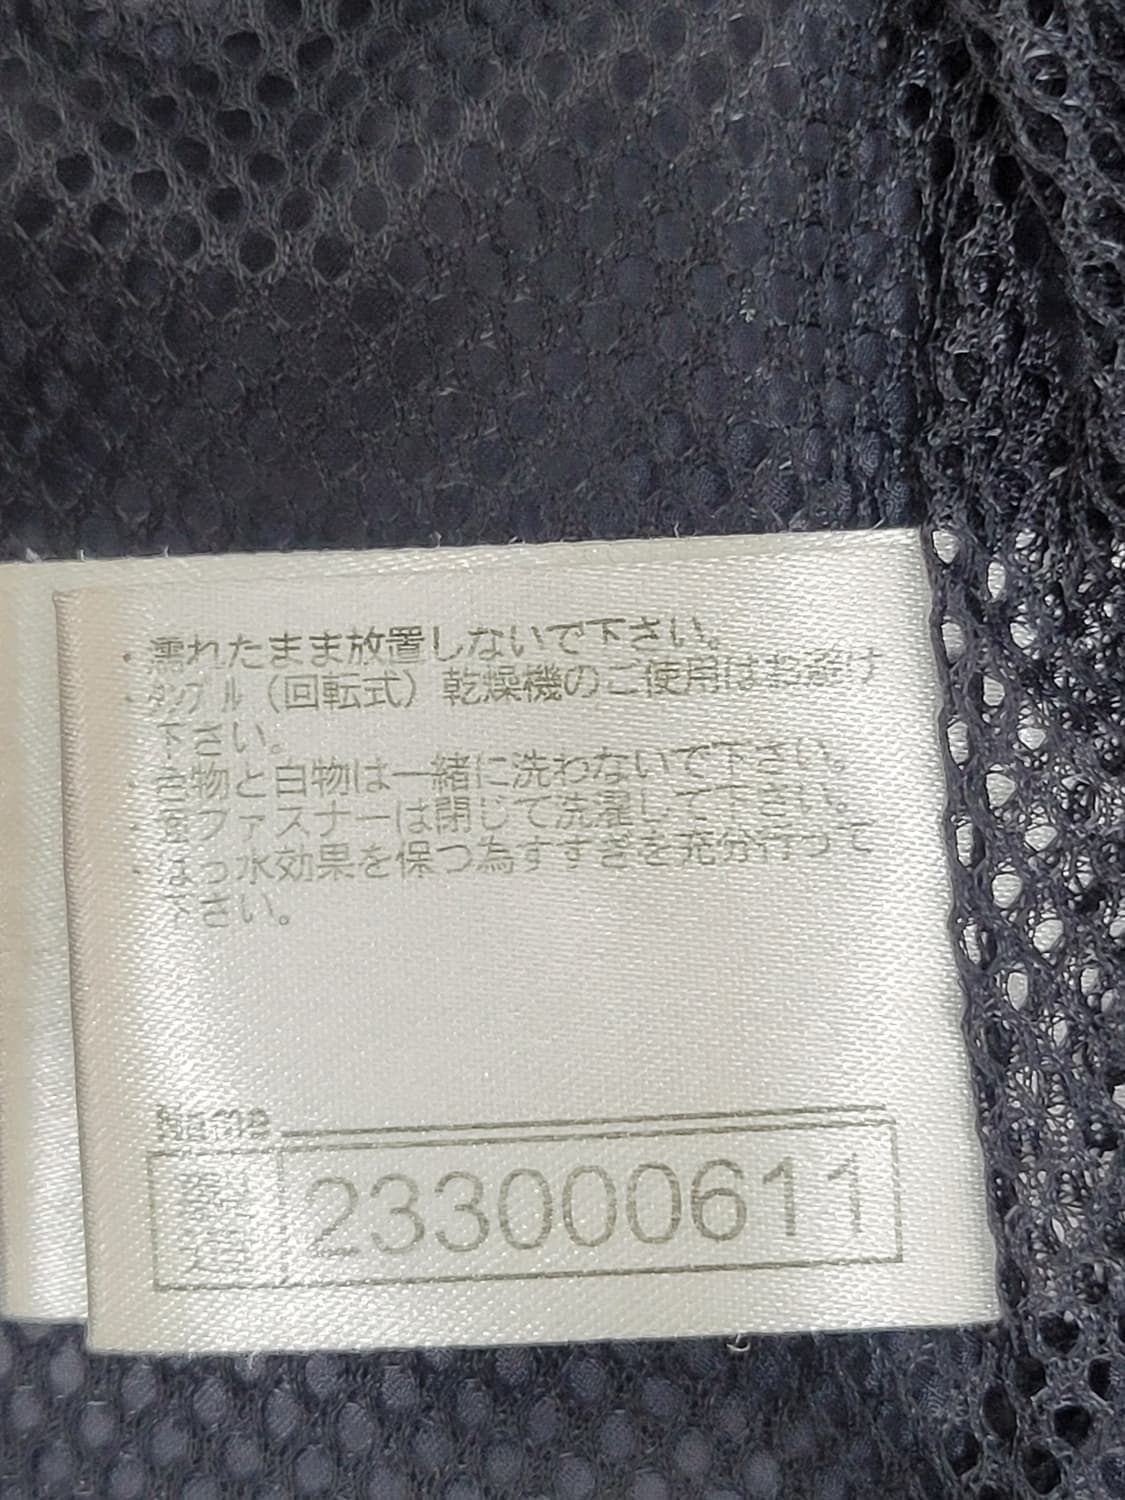 ・濡れたまま放置しないで下さい。
・タンブル（回転式）乾燥機のご使用はお避け
下さい。
・色物と白物は一緒に洗わないで下さい。
・ファスナーは閉じて洗濯して下さい。
・はっ水効果を保つ為すすぎを充分行って
下さい。
Name
製造 233000611